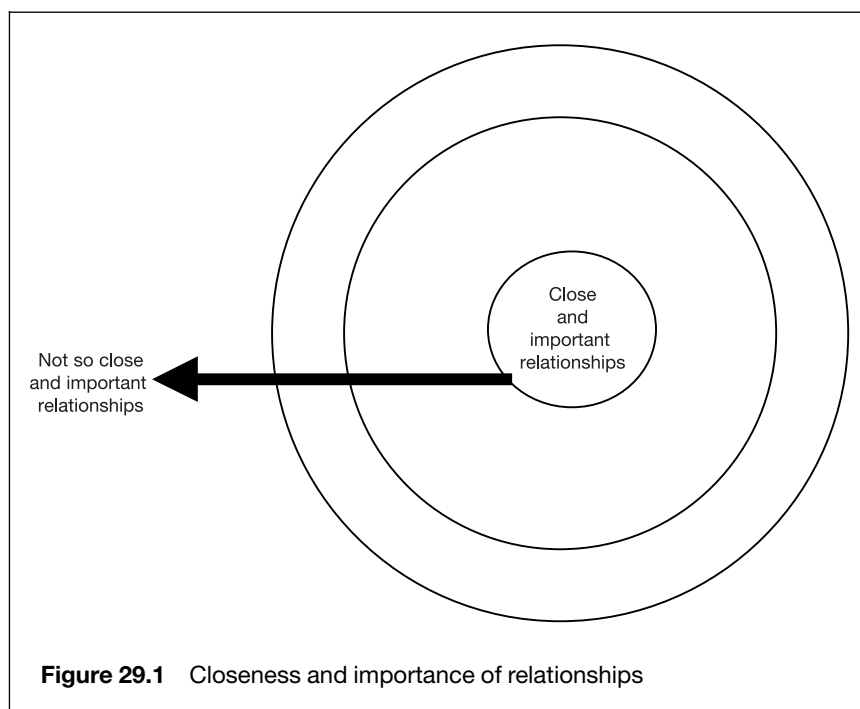 Close
and
important
relationships
Not so close
and important
relationships
Figure 29.1 Closeness and importance of relationships